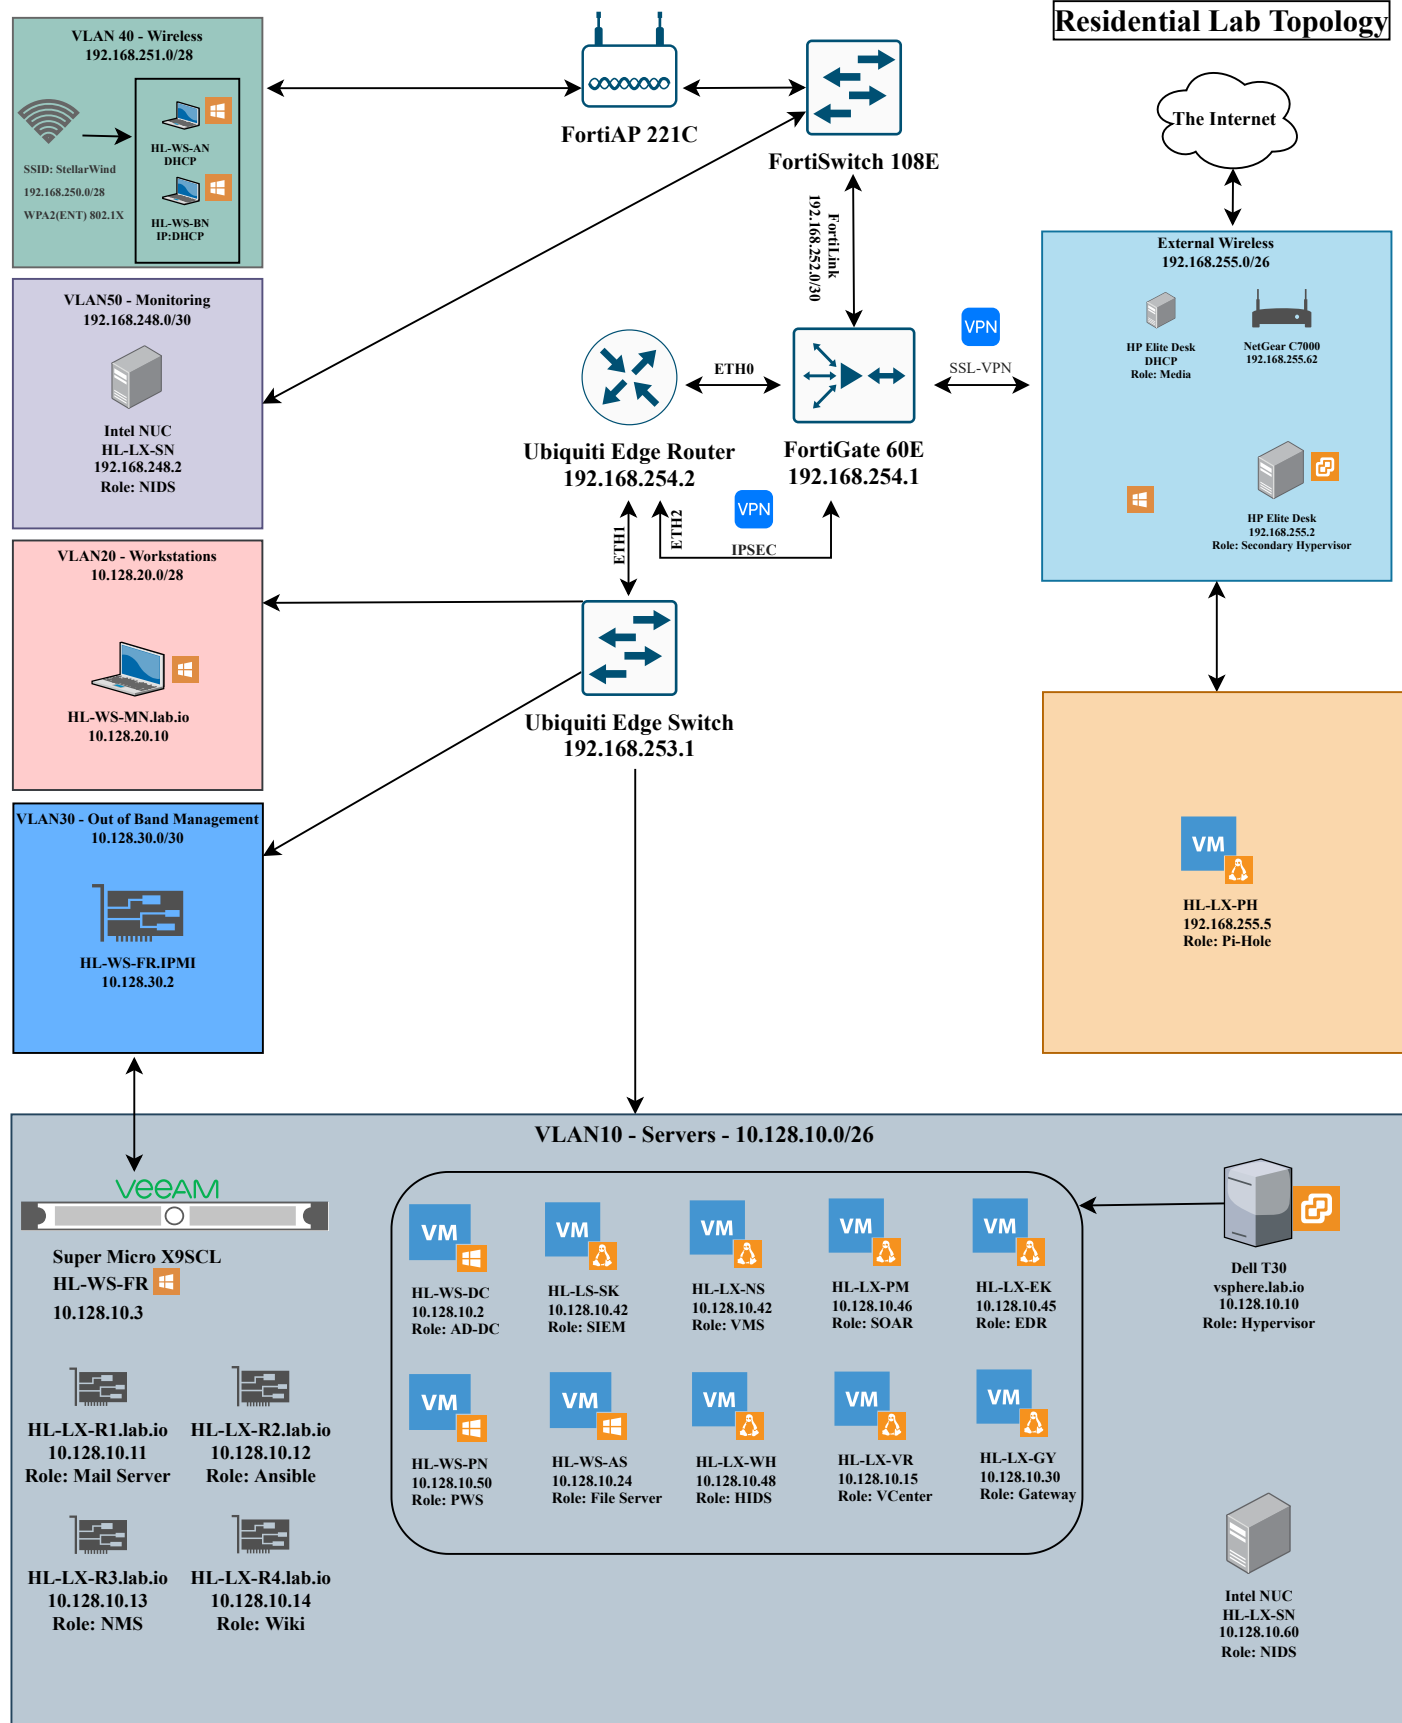 Residential Lab Topology
VLAN 40 - Wireless
192.168.251.0/28
HL-WS-AN
DHCP
SSID: StellarWind
192.168.250.0/28
WPA2(ENT) 802.1X
HL-WS-BN
IP:DHCP
FortiAP 221C
FortiSwitch 108E
The Internet
FortiLink
192.168.252.0/30
VLAN50 - Monitoring
192.168.248.0/30
Intel NUC
HL-LX-SN
192.168.248.2
Role: NIDS
ETH0
Ubiquiti Edge Router
192.168.254.2
FortiGate 60E
192.168.254.1
VPN
SSL-VPN
External Wireless
192.168.255.0/26
HP Elite Desk
DHCP
Role: Media
NetGear C7000
192.168.255.62
HP Elite Desk
192.168.255.2
Role: Secondary Hypervisor
ETH1
ETH2
VPN
IPSEC
VLAN20 - Workstations
10.128.20.0/28
HL-WS-MN.lab.io
10.128.20.10
Ubiquiti Edge Switch
192.168.253.1
VLAN30 - Out of Band Management
10.128.30.0/30
HL-WS-FR.IPMI
10.128.30.2
VM
HL-LX-PH
192.168.255.5
Role: Pi-Hole
VLAN10 - Servers - 10.128.10.0/26
veeAM
Super Micro X9SCL
HL-WS-FR
10.128.10.3
HL-LX-R1.lab.io
10.128.10.11
Role: Mail Server
HL-LX-R2.lab.io
10.128.10.12
Role: Ansible
HL-LX-R3.lab.io
10.128.10.13
Role: NMS
HL-LX-R4.lab.io
10.128.10.14
Role: Wiki
VM
HL-WS-DC
10.128.10.2
Role: AD-DC
VM
HL-LS-SK
10.128.10.42
Role: SIEM
VM
HL-LX-NS
10.128.10.42
Role: VMS
VM
HL-LX-PM
10.128.10.46
Role: SOAR
VM
HL-LX-EK
10.128.10.45
Role: EDR
VM
HL-WS-PN
10.128.10.50
Role: PWS
VM
HL-WS-AS
10.128.10.24
Role: File Server
VM
HL-LX-WH
10.128.10.48
Role: HIDS
VM
HL-LX-VR
10.128.10.15
Role: VCenter
VM
HL-LX-GY
10.128.10.30
Role: Gateway
Dell T30
vsphere.lab.io
10.128.10.10
Role: Hypervisor
Intel NUC
HL-LX-SN
10.128.10.60
Role: NIDS